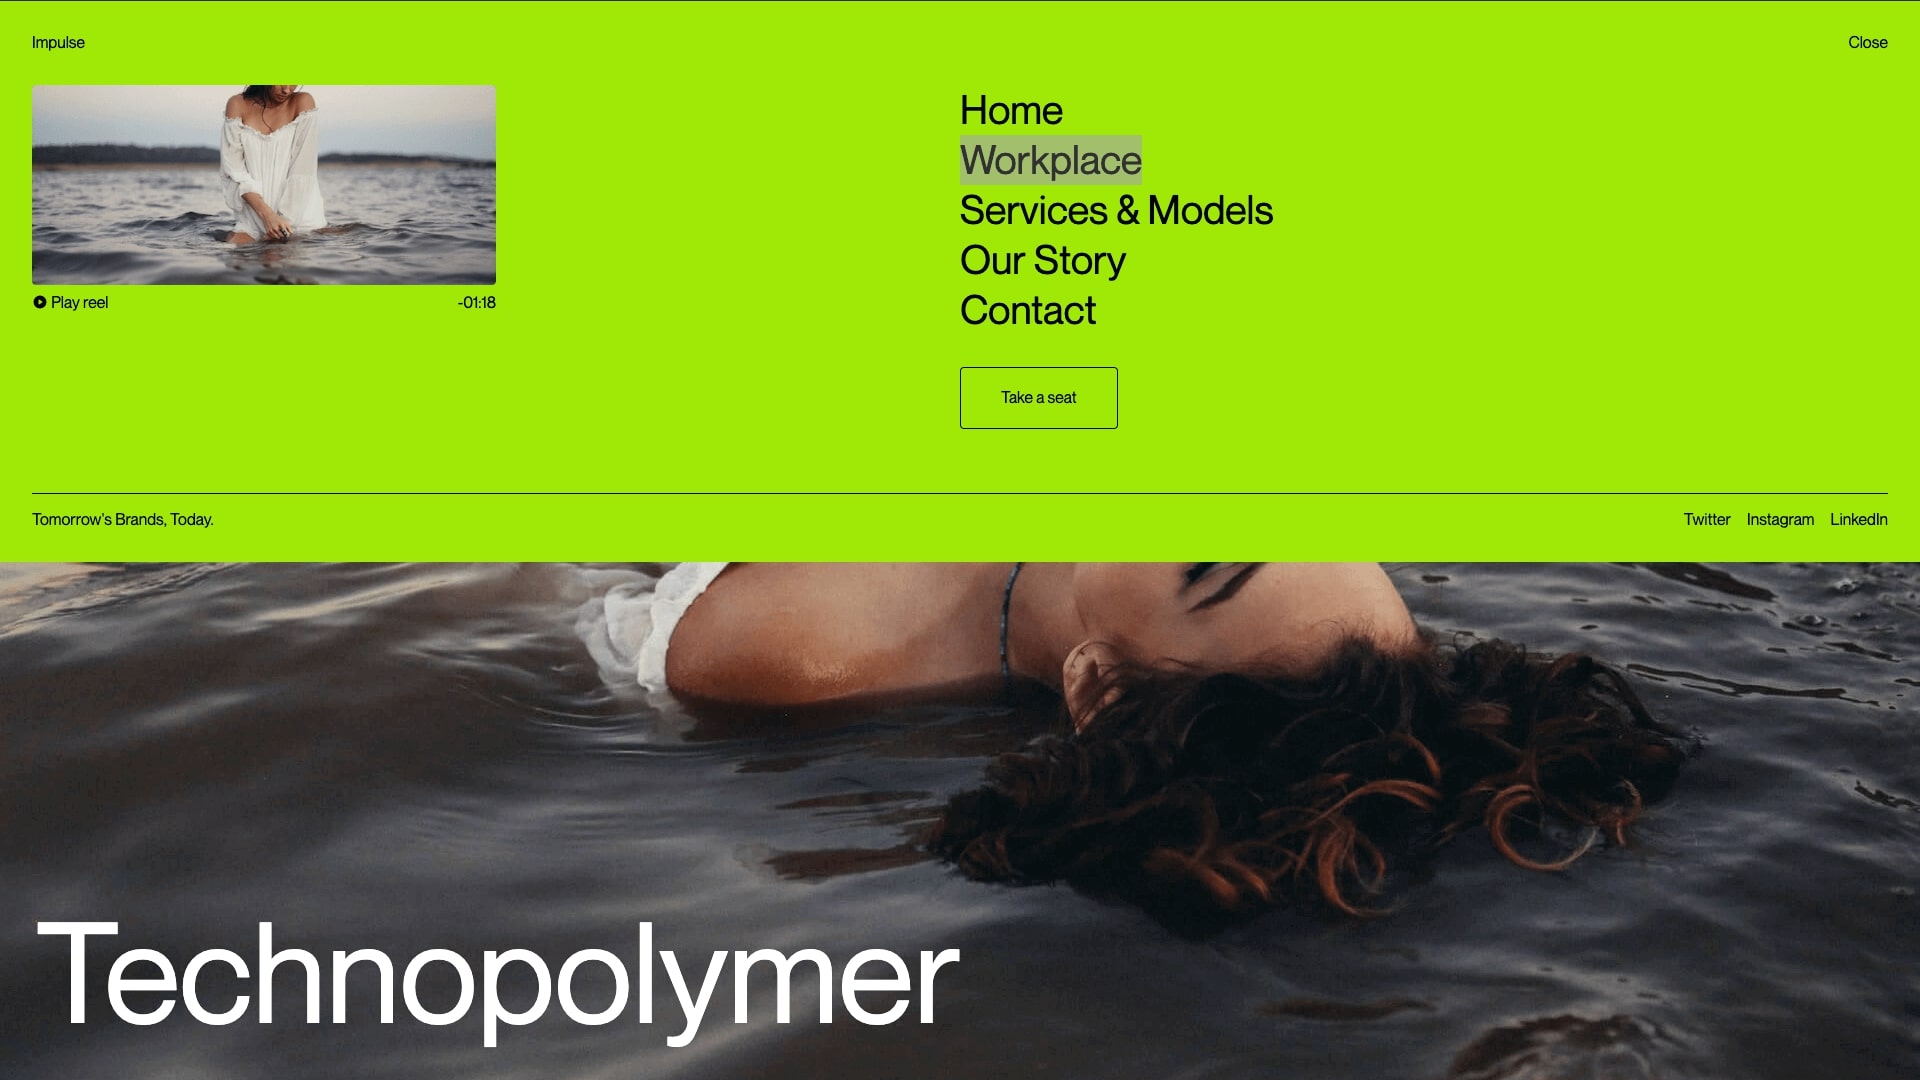 Impulse
Close
Play reel
-01:18
Home
Workplace
Services & Models
Our Story
Contact
Take a seat
Tomorrow’s Brands, Today.
Twitter Instagram LinkedIn
Technopolymer